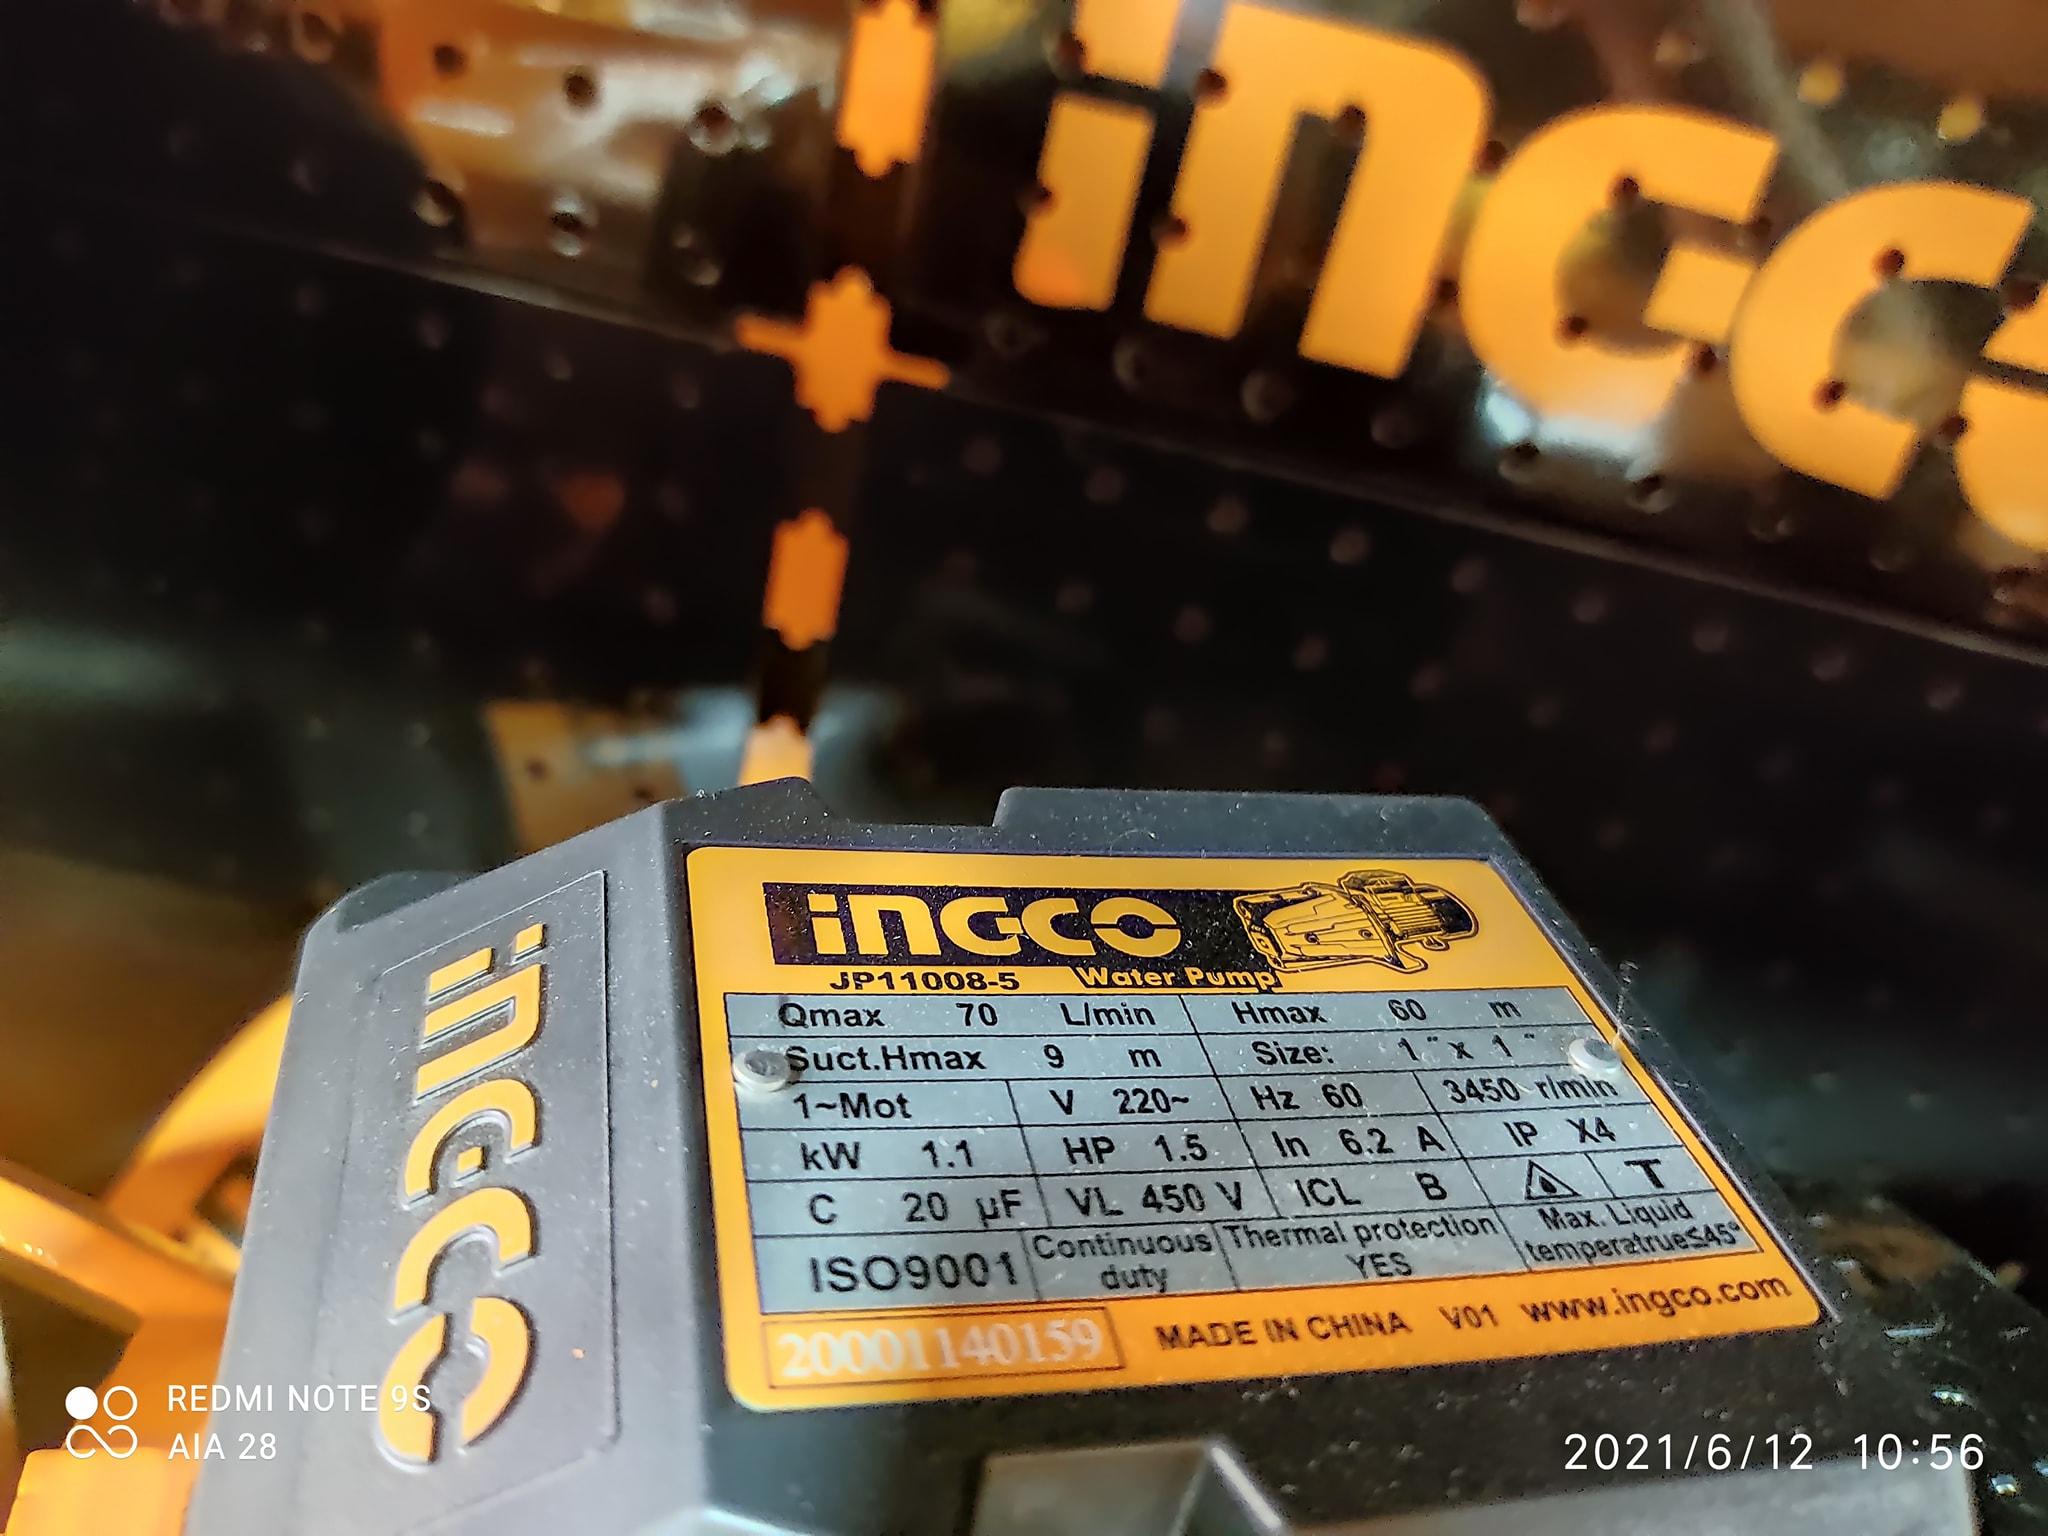 ingco
ingco
JP11008-5 Water Pump
Qmax 70 L/min Hmax 60 m
Suct.Hmax 9 m Size: 1" x 1"
1~Mot V 220~ Hz 60 3450 r/min
kW 1.1 HP 1.5 In 6.2 A IP X4
C 20 µF VL 450 V ICL B T
ISO9001 Continuous duty Thermal protection YES Max. Liquid temperatrue≤45°
20001140159 MADE IN CHINA V01 www.ingco.com
ingco
REDMI NOTE 9S
AIA 28
2021/6/12 10:56